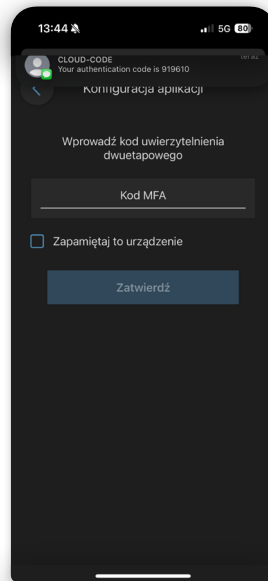 13:44
5G 80
CLOUD-CODE
teraz
Your authentication code is 919610
Konfiguracja aplikacji
Wprowadź kod uwierzytelnienia
dwuetapowego
Kod MFA
Zapamiętaj to urządzenie
Zatwierdź